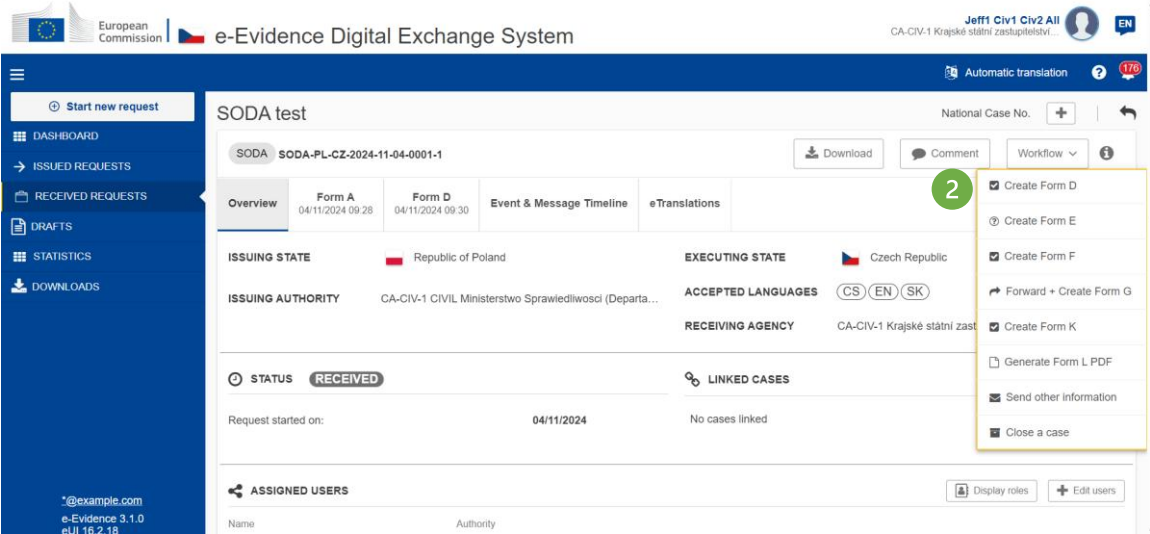 European
Commission
e-Evidence Digital Exchange System
Jeff1 Civ1 Civ2 All
CA-CIV-1 Krajské státní zastupitelství...
EN
Automatic translation
?
176
Start new request
DASHBOARD
ISSUED REQUESTS
RECEIVED REQUESTS
DRAFTS
STATISTICS
DOWNLOADS
*@example.com
e-Evidence 3.1.0
eUI 16.2.18
SODA test
National Case No.
SODA SODA-PL-CZ-2024-11-04-0001-1
Download
Comment
Workflow
2
Create Form D
Create Form E
Create Form F
Forward + Create Form G
Create Form K
Generate Form L PDF
Send other information
Close a case
Overview
Form A
04/11/2024 09:28
Form D
04/11/2024 09:30
Event & Message Timeline
eTranslations
ISSUING STATE Republic of Poland
ISSUING AUTHORITY CA-CIV-1 CIVIL Ministerstwo Sprawiedliwosci (Departa...
EXECUTING STATE Czech Republic
ACCEPTED LANGUAGES CS EN SK
RECEIVING AGENCY CA-CIV-1 Krajské státní zast
STATUS RECEIVED
Request started on: 04/11/2024
LINKED CASES
No cases linked
ASSIGNED USERS
Display roles
Edit users
Name Authority